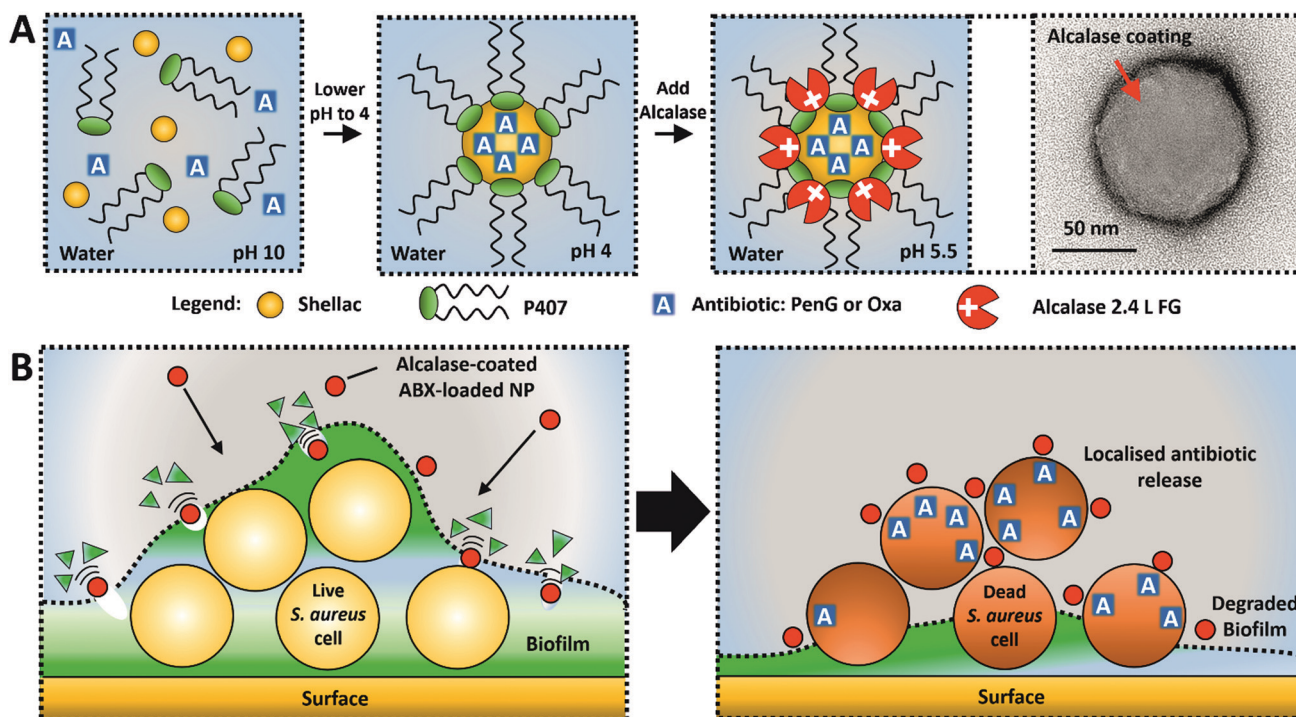 A
A
A
A
A
A
Water
pH 10
Lower
pH to 4
A
A
A
A
Water
pH 4
Add
Alcalase
A
A
A
A
Water
pH 5.5
Alcalase coating
50 nm
Legend:
Shellac
P407
A
Antibiotic: PenG or Oxa
Alcalase 2.4 L FG
B
Alcalase-coated
ABX-loaded NP
Live
S. aureus
cell
Biofilm
Surface
Localised antibiotic
release
A
A
A
A
A
A
A
A
A
A
A
A
Dead
S. aureus
cell
Degraded
Biofilm
Surface